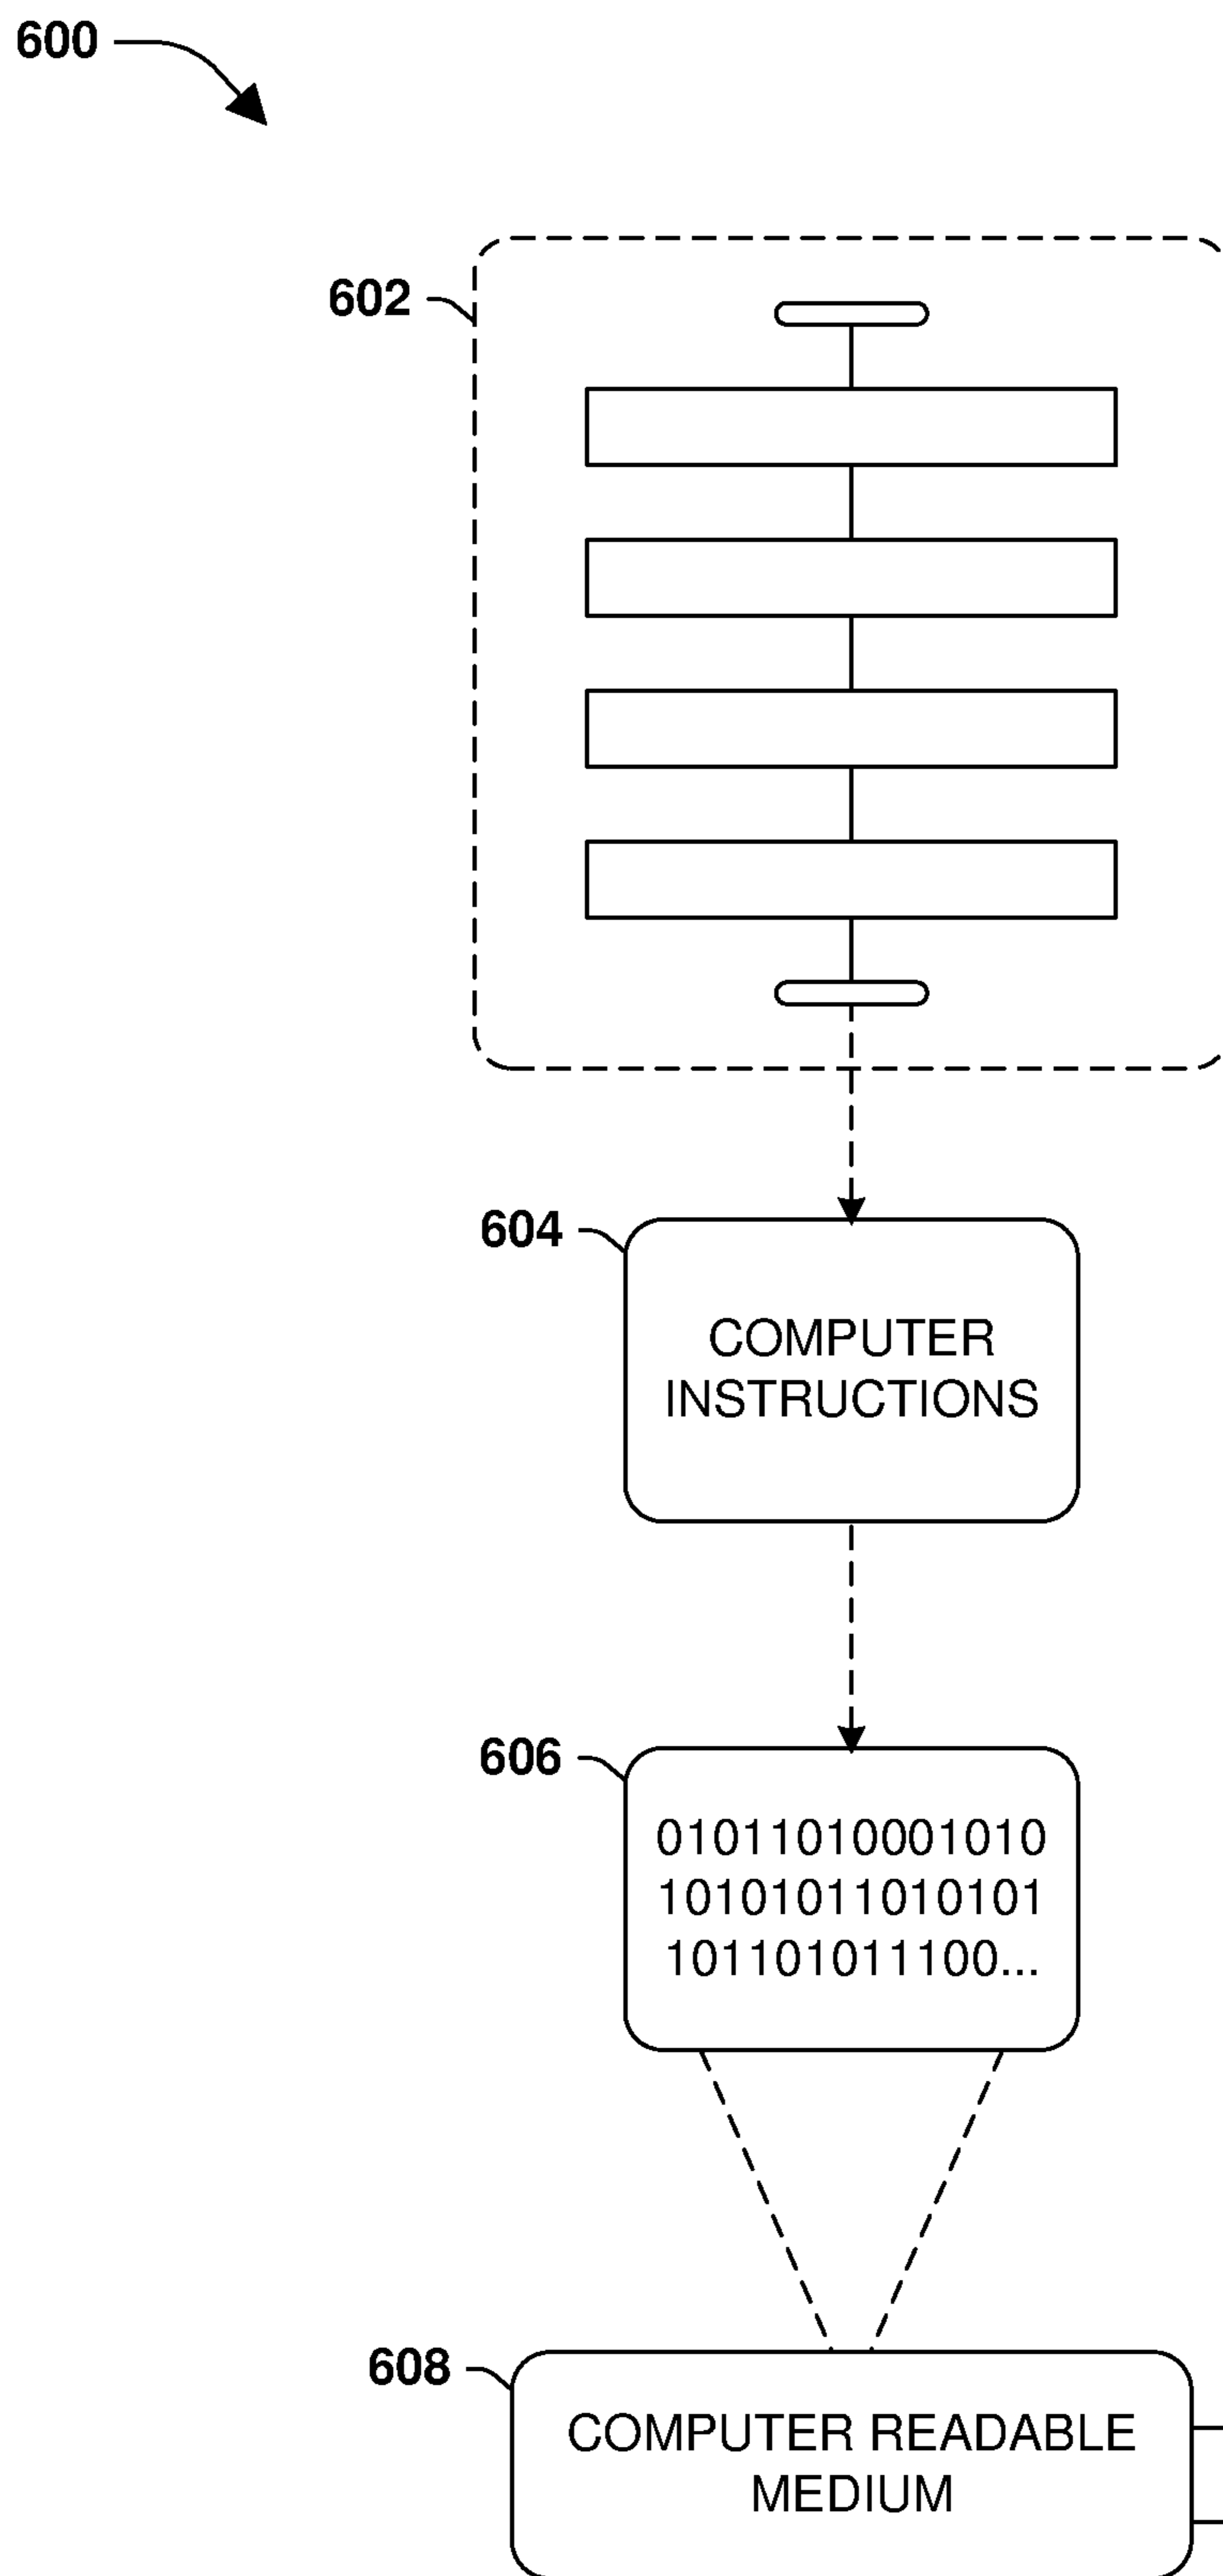 600
602
604
COMPUTER
INSTRUCTIONS
606
01011010001010
10101011010101
101101011100...
608
COMPUTER READABLE
MEDIUM